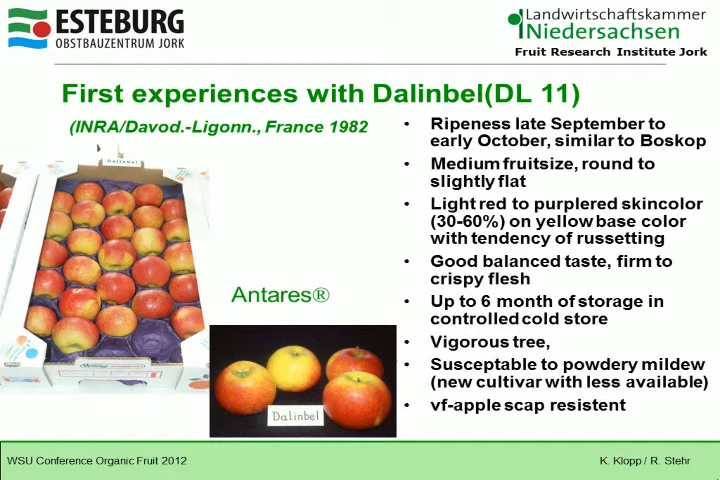 ESTEBURG
OBSTBAUZENTRUM JORK
Landwirtschaftskammer
Niedersachsen
Fruit Research Institute Jork
First experiences with Dalinbel(DL 11)
(INRA/Davod.-Ligonn., France 1982
Dalinbel
Antares®
Dalinbel
• Ripeness late September to
early October, similar to Boskop
• Medium fruitsize, round to
slightly flat
• Light red to purplered skincolor
(30-60%) on yellow base color
with tendency of russetting
• Good balanced taste, firm to
crispy flesh
• Up to 6 month of storage in
controlled cold store
• Vigorous tree,
• Susceptable to powdery mildew
(new cultivar with less available)
• vf-apple scap resistent
WSU Conference Organic Fruit 2012
K. Klopp / R. Stehr